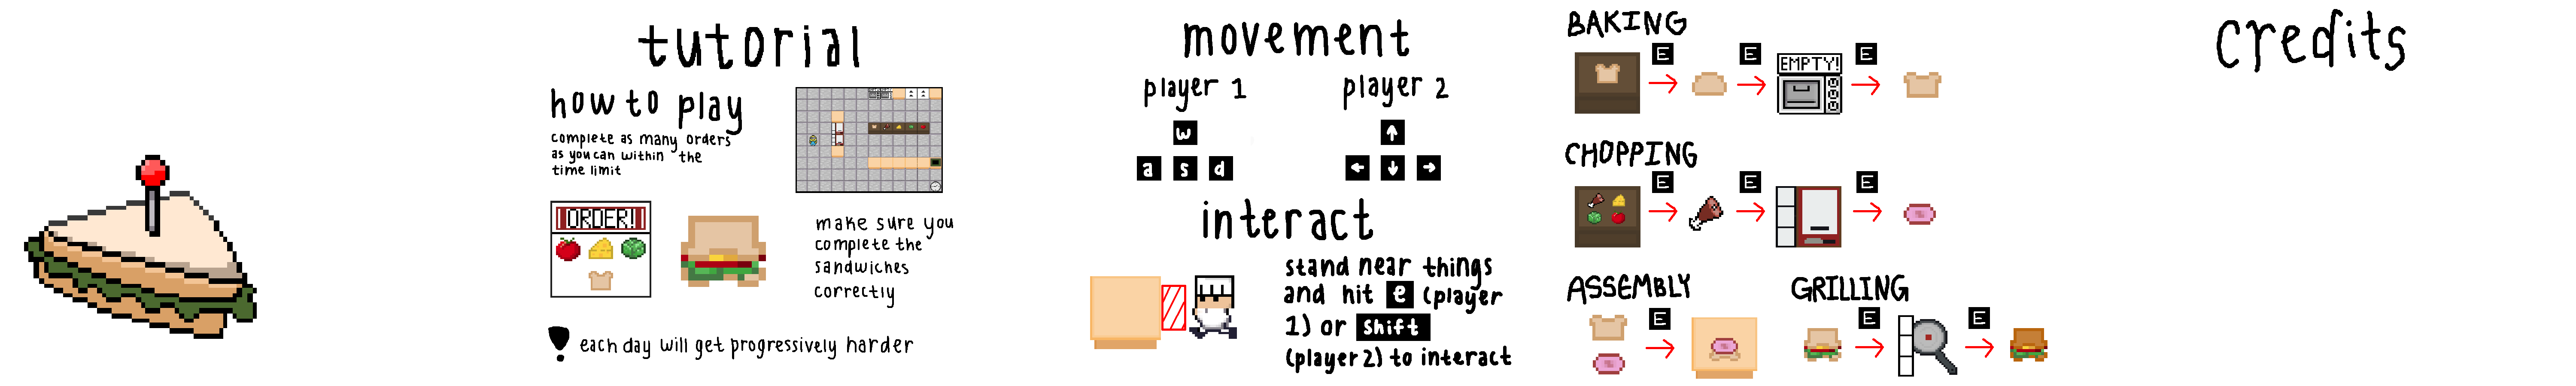 tutorial
how to play
complete as many orders
as you can within the
time limit
ORDER!
make sure you
complete the
sandwiches
correctly
! each day will get progressively harder
movement
player 1
player 2
w
a s d
↑
← ↓ →
interact
stand near things
and hit e (player
1) or shift
(player 2) to interact
BAKING
E E E
EMPTY!
CHOPPING
E E E
ASSEMBLY
E
GRILLING
E E
credits